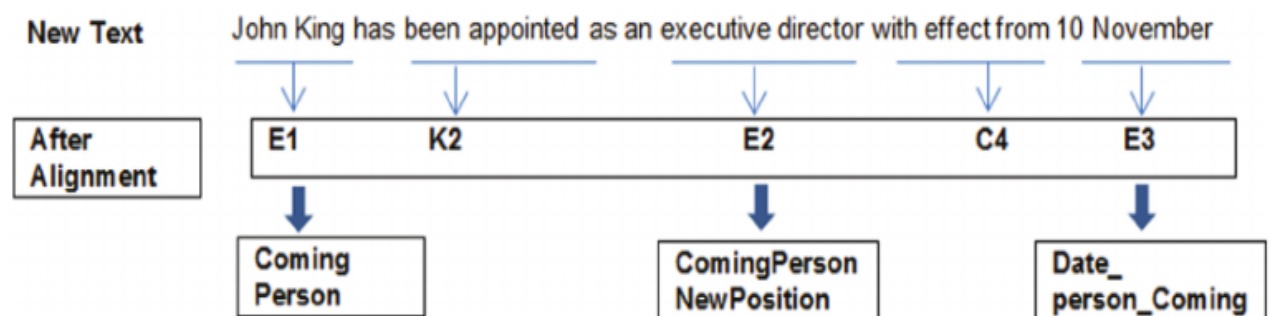 New Text John King has been appointed as an executive director with effect from 10 November
After E1 K2 E2 C4 E3
Alignment
Coming ComingPerson Date_
Person NewPosition person_Coming